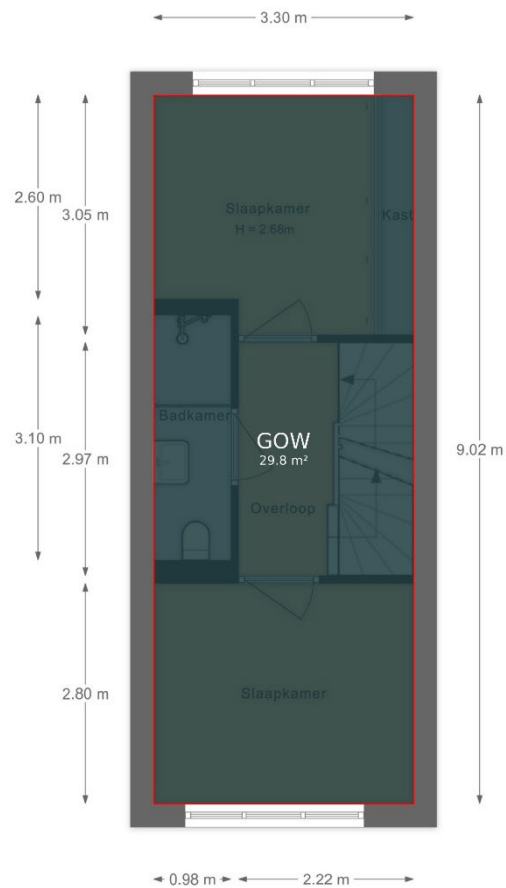 3.30 m
2.60 m
3.05 m
Slaapkamer
H = 2.68m
Kast
Badkamer
3.10 m
2.97 m
GOW
29.8 m²
9.02 m
Overloop
2.80 m
Slaapkamer
0.98 m
2.22 m